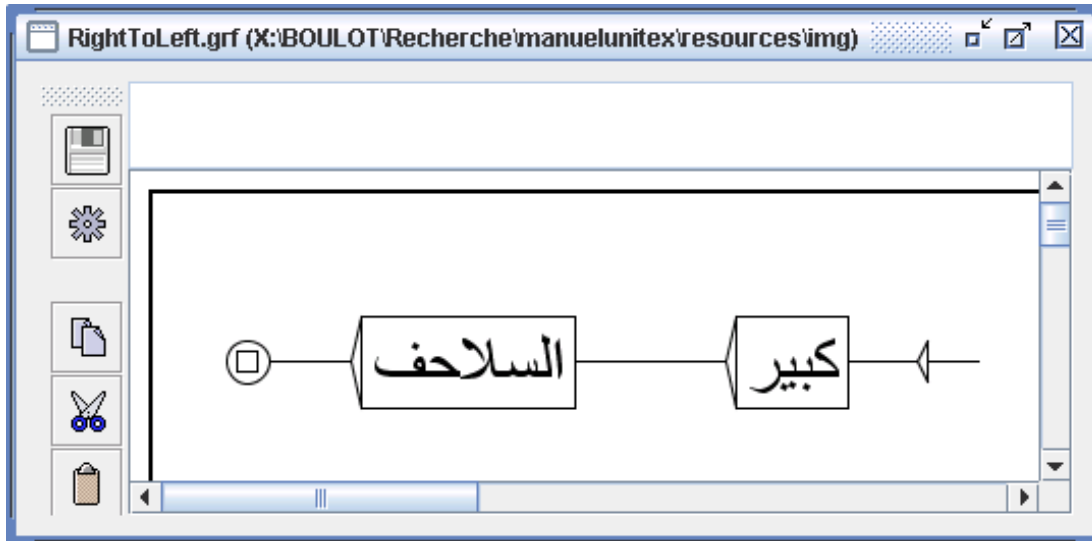 RightToLeft.grf (X:\BOULOT\Recherche\manuelunitex\resources\img)
كبير السلاحف